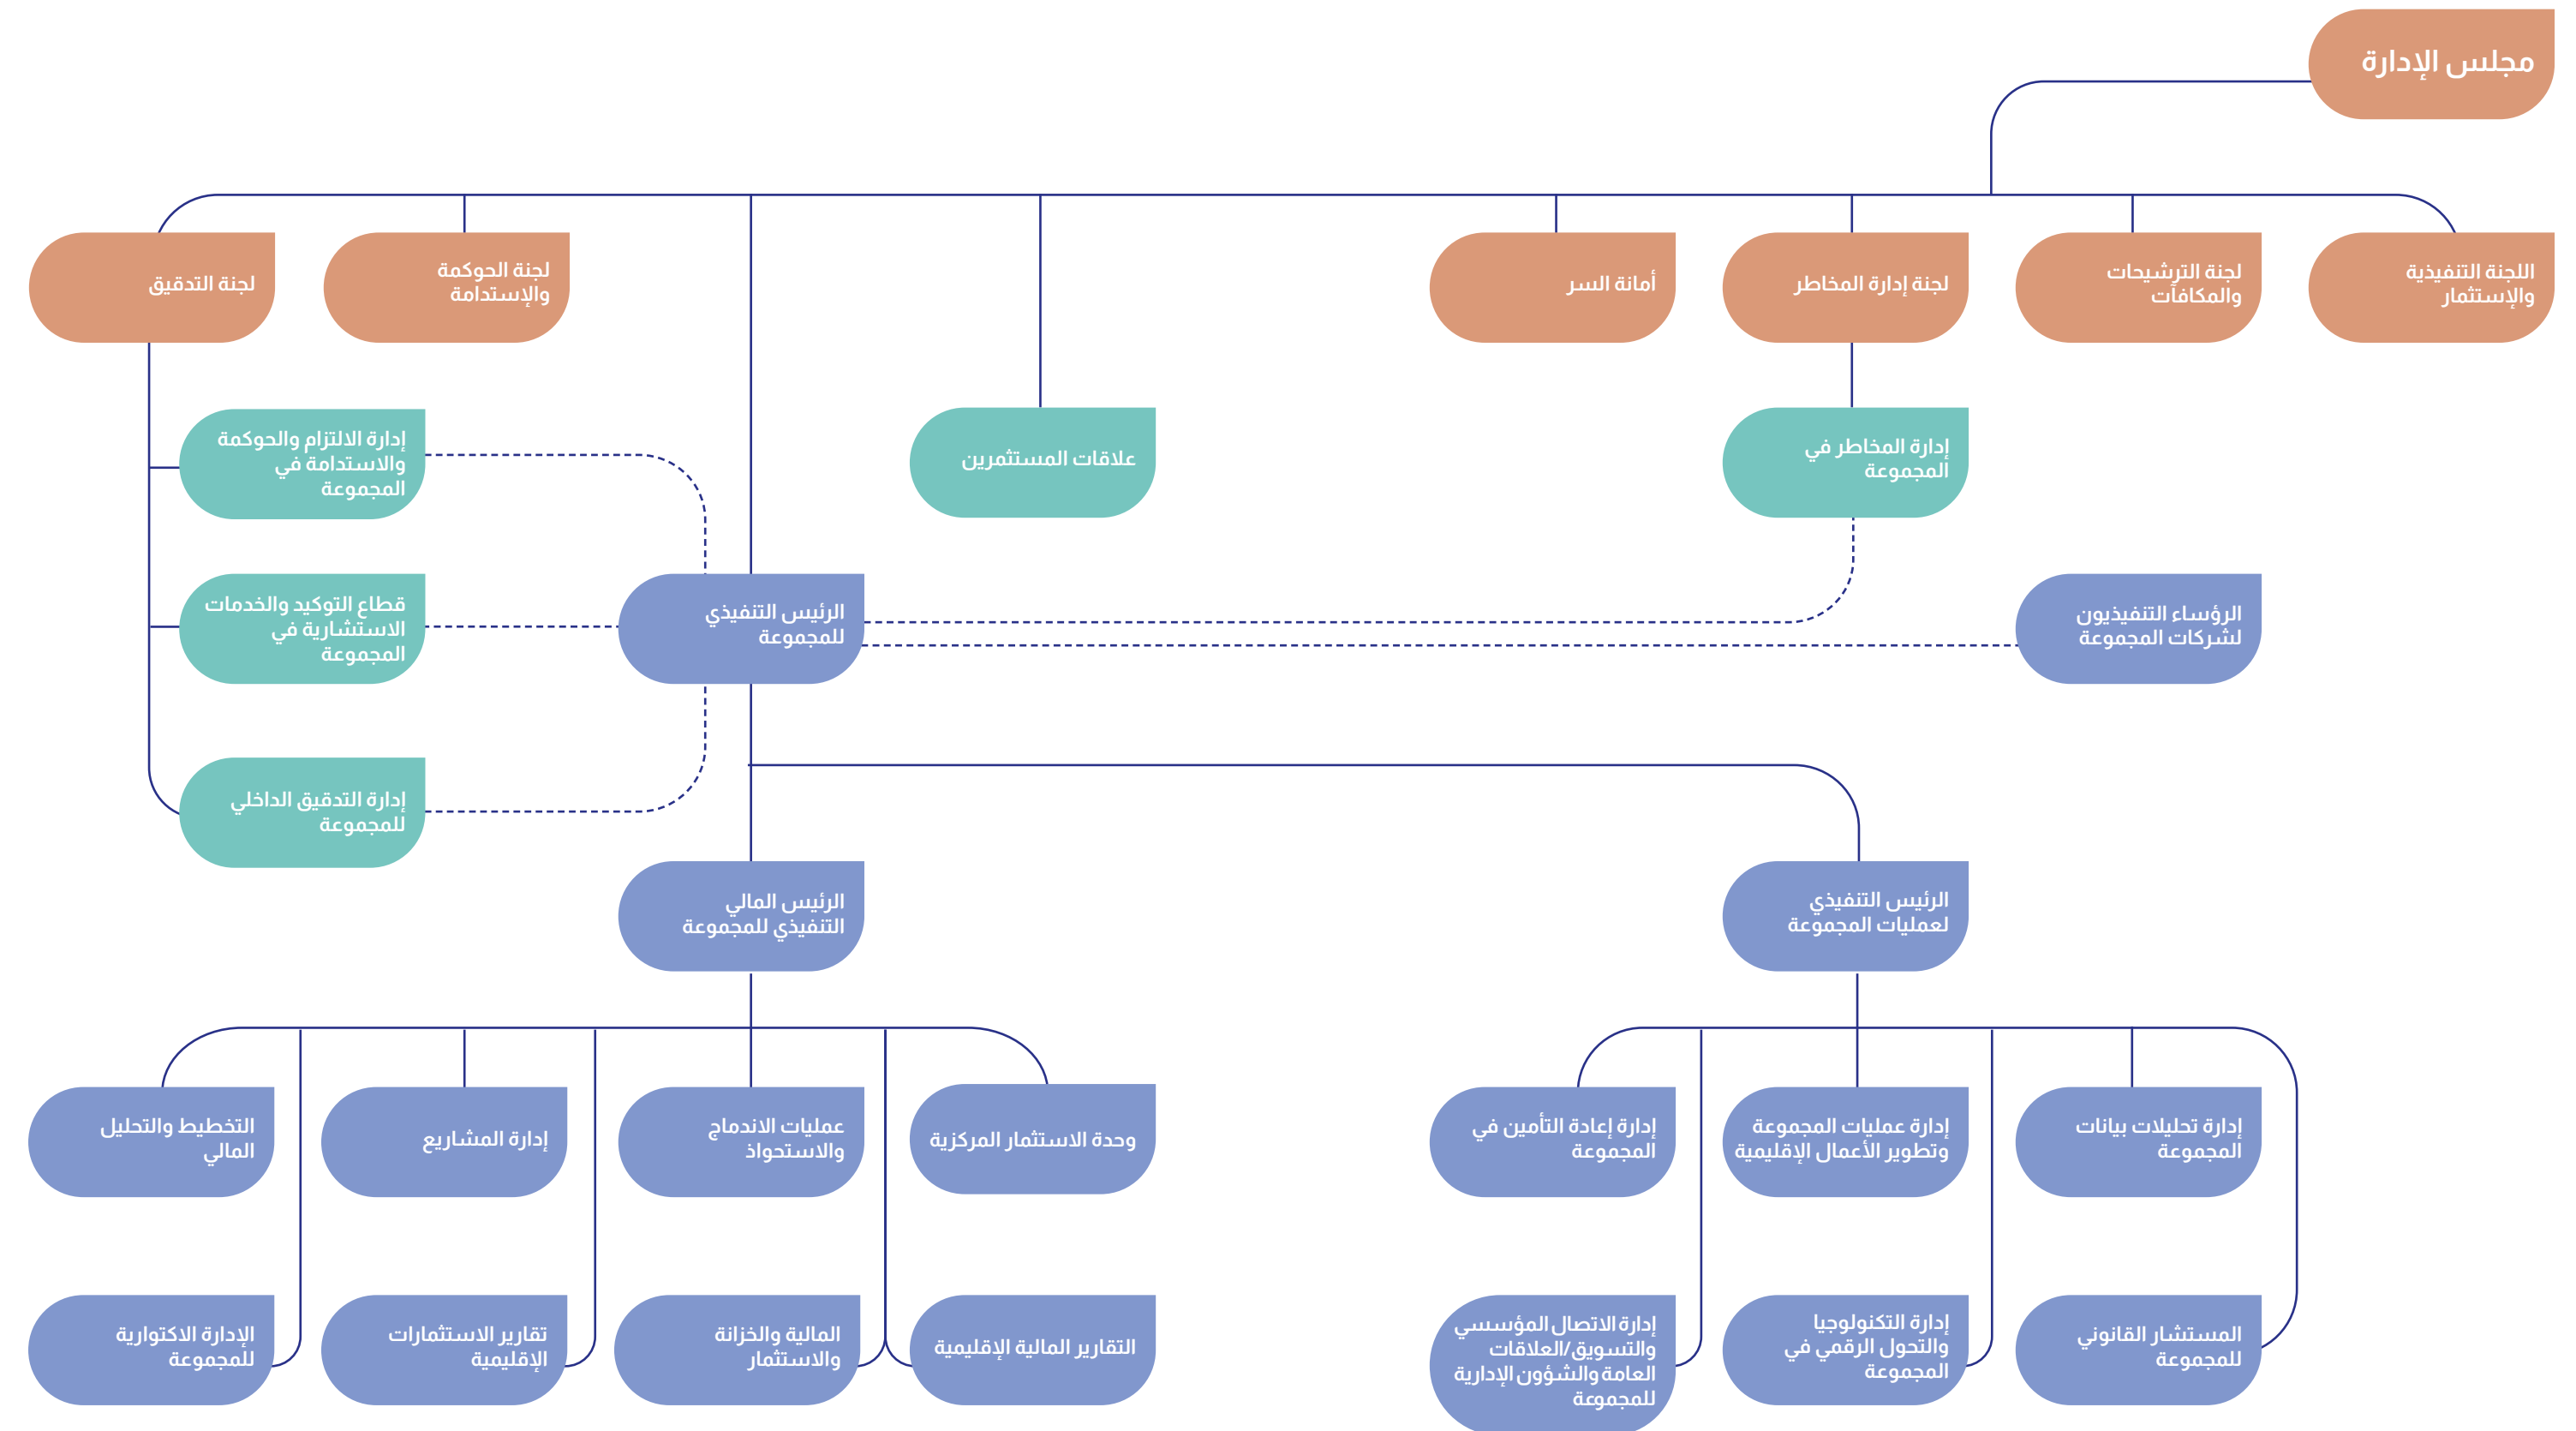 مجلس الإدارة
اللجنة التنفيذية
والإستثمار
لجنة الترشيحات
والمكافآت
لجنة إدارة المخاطر
أمانة السر
لجنة الحوكمة
والإستدامة
لجنة التدقيق
إدارة المخاطر في
المجموعة
علاقات المستثمرين
إدارة الالتزام والحوكمة
والاستدامة في
المجموعة
الرؤساء التنفيذيون
لشركات المجموعة
الرئيس التنفيذي
للمجموعة
قطاع التوكيد والخدمات
الاستشارية في
المجموعة
إدارة التدقيق الداخلي
للمجموعة
الرئيس التنفيذي
لعمليات المجموعة
الرئيس المالي
التنفيذي للمجموعة
إدارة تحليلات بيانات
المجموعة
إدارة عمليات المجموعة
وتطوير الأعمال الإقليمية
إدارة إعادة التأمين في
المجموعة
وحدة الاستثمار المركزية
عمليات الاندماج
والاستحواذ
إدارة المشاريع
التخطيط والتحليل
المالي
المستشار القانوني
للمجموعة
إدارة التكنولوجيا
والتحول الرقمي في
المجموعة
إدارة الاتصال المؤسسي
والتسويق/العلاقات
العامة والشؤون الإدارية
للمجموعة
التقارير المالية الإقليمية
المالية والخزانة
والاستثمار
تقارير الاستثمارات
الإقليمية
الإدارة الاكتوارية
للمجموعة